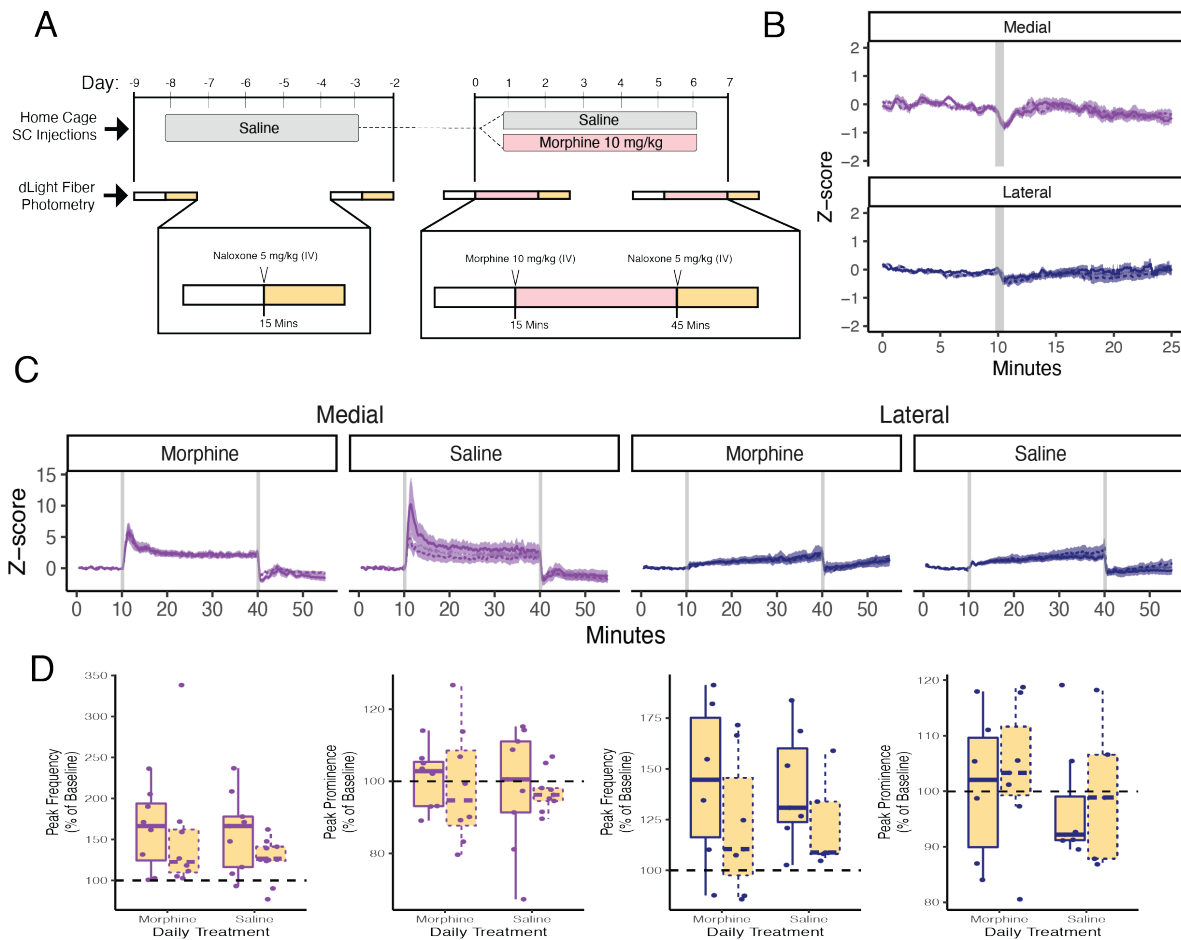 A
Day:
-9 -8 -7 -6 -5 -4 -3 -2
0 1 2 3 4 5 6 7
Home Cage
SC Injections
Saline
Saline
Morphine 10 mg/kg
dLight Fiber
Photometry
Naloxone 5 mg/kg (IV)
15 Mins
Morphine 10 mg/kg (IV)
Naloxone 5 mg/kg (IV)
15 Mins
45 Mins
B
Medial
2
1
0
−1
−2
Z−score
Lateral
2
1
0
−1
−2
0 5 10 15 20 25
Minutes
C
Medial
Lateral
Morphine
Saline
Morphine
Saline
Z−score
15
10
5
0
0 10 20 30 40 50
0 10 20 30 40 50
0 10 20 30 40 50
0 10 20 30 40 50
Minutes
D
Peak Frequency
(% of Baseline)
350
300
250
200
150
100
Morphine Saline
Daily Treatment
Peak Prominence
(% of Baseline)
120
100
80
Morphine Saline
Daily Treatment
Peak Frequency
(% of Baseline)
175
150
125
100
Morphine Saline
Daily Treatment
Peak Prominence
(% of Baseline)
120
110
100
90
80
Morphine Saline
Daily Treatment